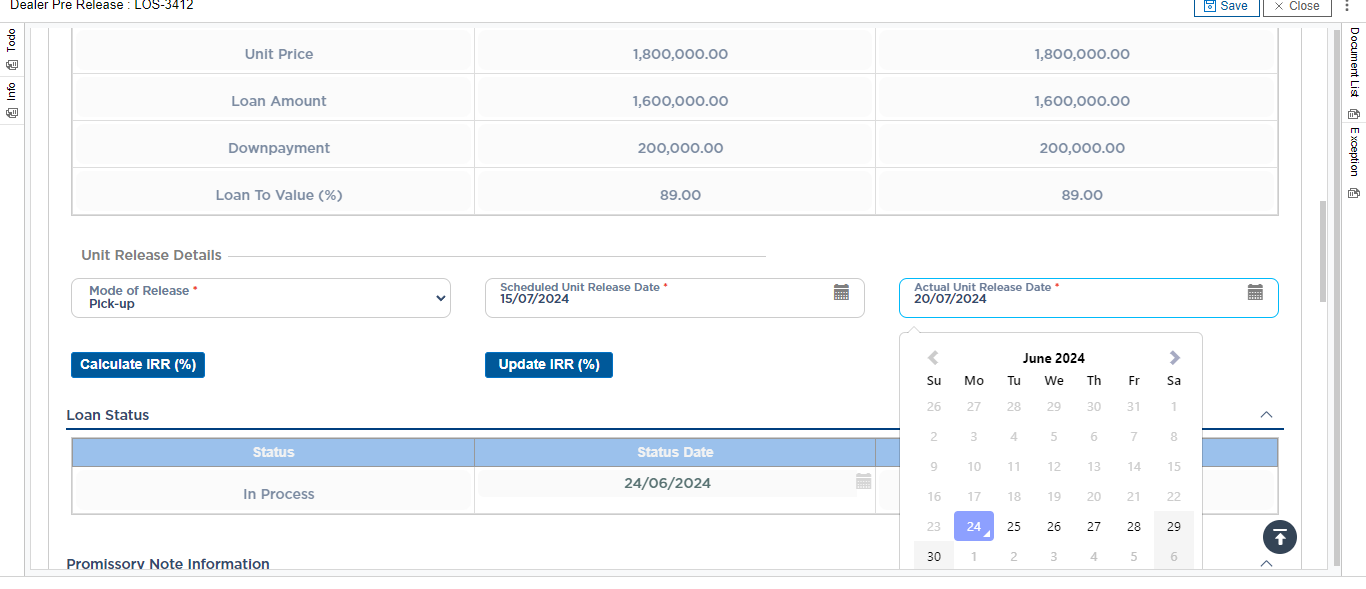 Dealer Pre Release : LOS-3412
Save
Close
Todo
Info
Document List
Exception
Unit Price 1,800,000.00 1,800,000.00
Loan Amount 1,600,000.00 1,600,000.00
Downpayment 200,000.00 200,000.00
Loan To Value (%) 89.00 89.00
Unit Release Details
Mode of Release *
Pick-up
Scheduled Unit Release Date *
15/07/2024
Actual Unit Release Date *
20/07/2024
Calculate IRR (%)
Update IRR (%)
June 2024
Su Mo Tu We Th Fr Sa
26 27 28 29 30 31 1
2 3 4 5 6 7 8
9 10 11 12 13 14 15
16 17 18 19 20 21 22
23 24 25 26 27 28 29
30 1 2 3 4 5 6
Loan Status
Status Status Date
In Process 24/06/2024
Promissory Note Information